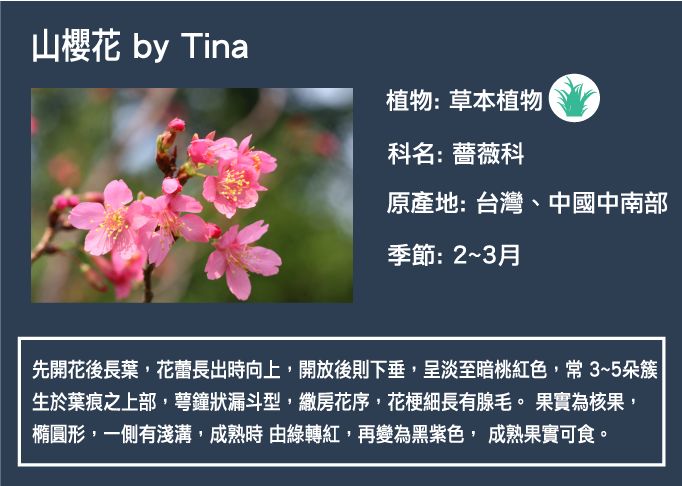 山櫻花 by Tina
植物: 草本植物
科名: 薔薇科
原產地: 台灣、中國中南部
季節: 2~3月
先開花後長葉，花蕾長出時向上，開放後則下垂，呈淡至暗桃紅色，常 3~5朵簇
生於葉痕之上部，萼鐘狀漏斗型，繖房花序，花梗細長有腺毛。 果實為核果，
橢圓形，一側有淺溝，成熟時 由綠轉紅，再變為黑紫色， 成熟果實可食。